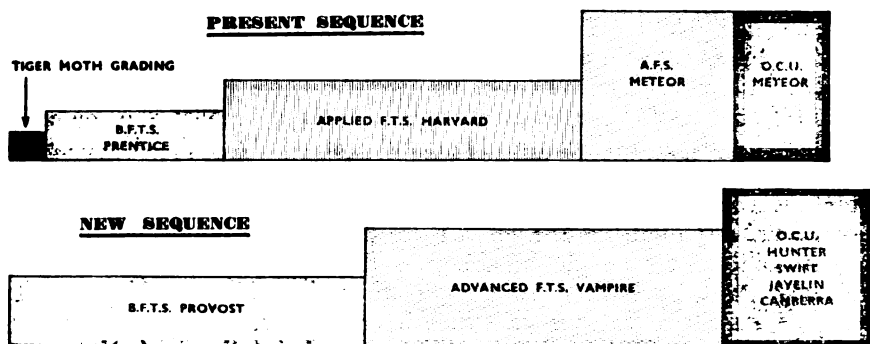 PRESENT SEQUENCE
TIGER MOTH GRADING
B.F.T.S.
PRENTICE
APPLIED F.T.S. HARVARD
A.F.S.
METEOR
O.C.U.
METEOR
NEW SEQUENCE
B.F.T.S. PROVOST
ADVANCED F.T.S. VAMPIRE
O.C.U.
HUNTER
SWIFT
JAVELIN
CANBERRA